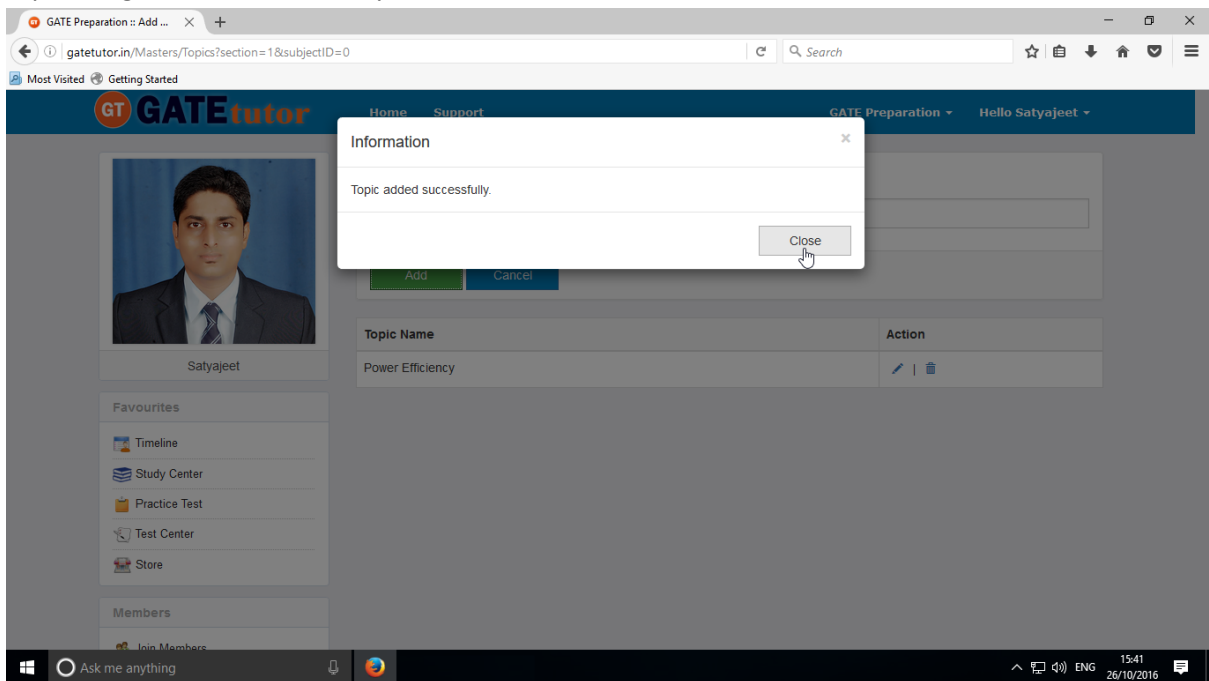 GATE Preparation :: Add ...
gatetutor.in/Masters/Topics?section=1&subjectID=0
Search
Most Visited
Getting Started
GT GATEtutor
Home
Support
GATE Preparation
Hello Satyajeet
Information
Topic added successfully.
Close
Add
Cancel
Topic Name
Action
Satyajeet
Power Efficiency
|
Favourites
Timeline
Study Center
Practice Test
Test Center
Store
Members
Join Members
Ask me anything
ENG
15:41
26/10/2016